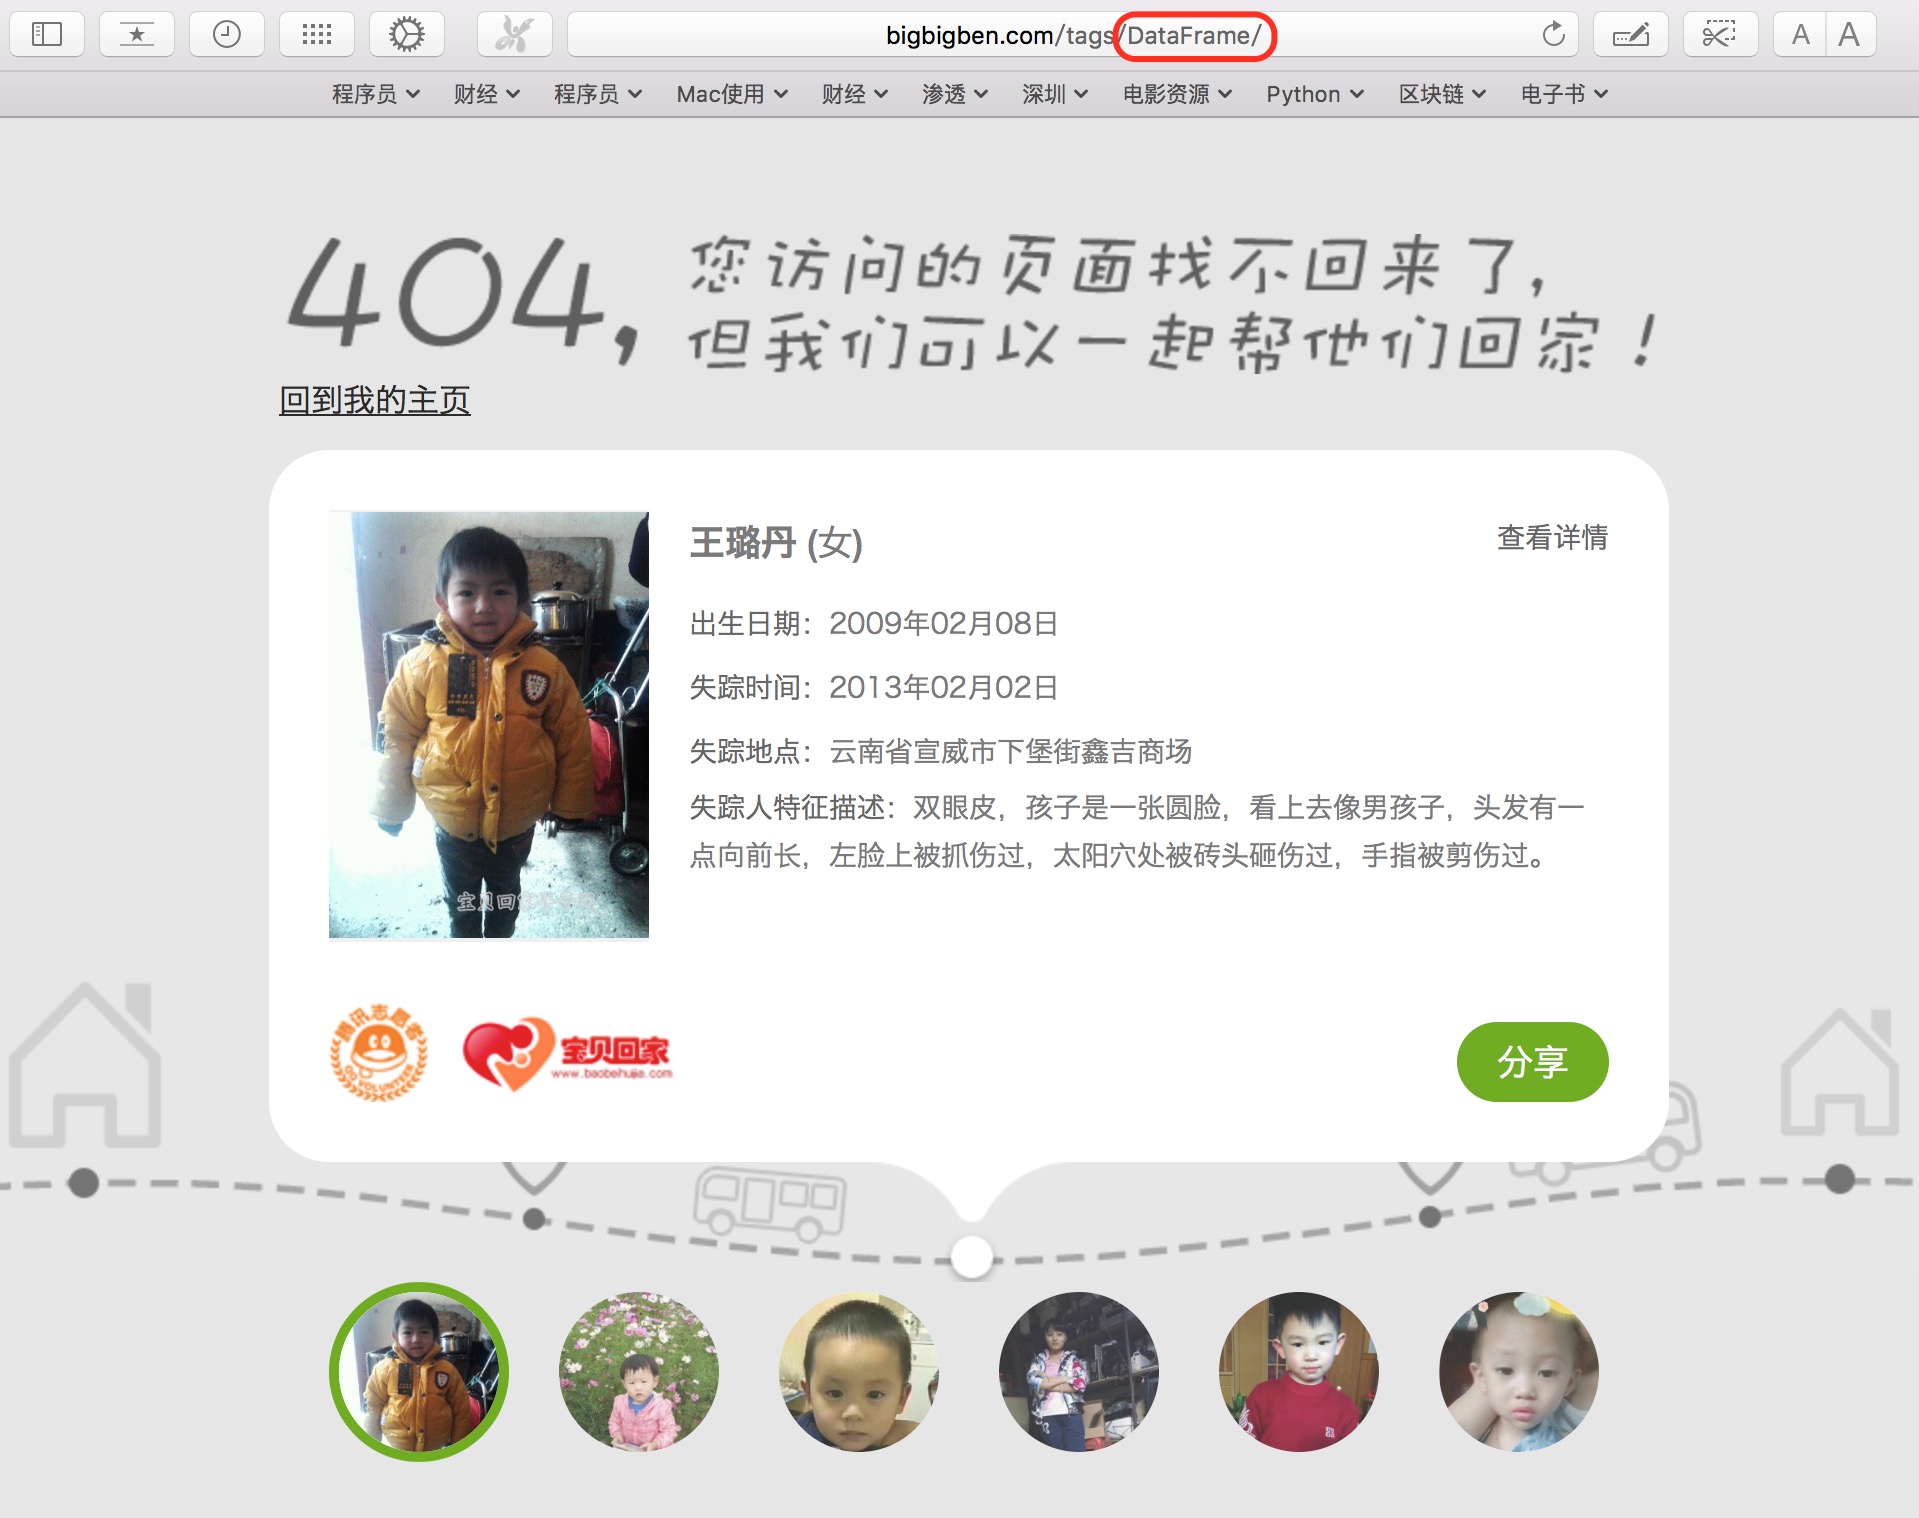 bigbigben.com/tags/DataFrame/
A A
程序员 财经 程序员 Mac使用 财经 渗透 深圳 电影资源 Python 区块链 电子书
404, 您访问的页面找不回来了,
但我们可以一起帮他们回家！
回到我的主页
王璐丹 (女)
查看详情
出生日期：2009年02月08日
失踪时间：2013年02月02日
失踪地点：云南省宣威市下堡街鑫吉商场
失踪人特征描述：双眼皮，孩子是一张圆脸，看上去像男孩子，头发有一
点向前长，左脸上被抓伤过，太阳穴处被砖头砸伤过，手指被剪伤过。
宝贝回家
腾讯志愿者
GO VOLUNTEER
宝贝回家
www.baobeihuijia.com
分享